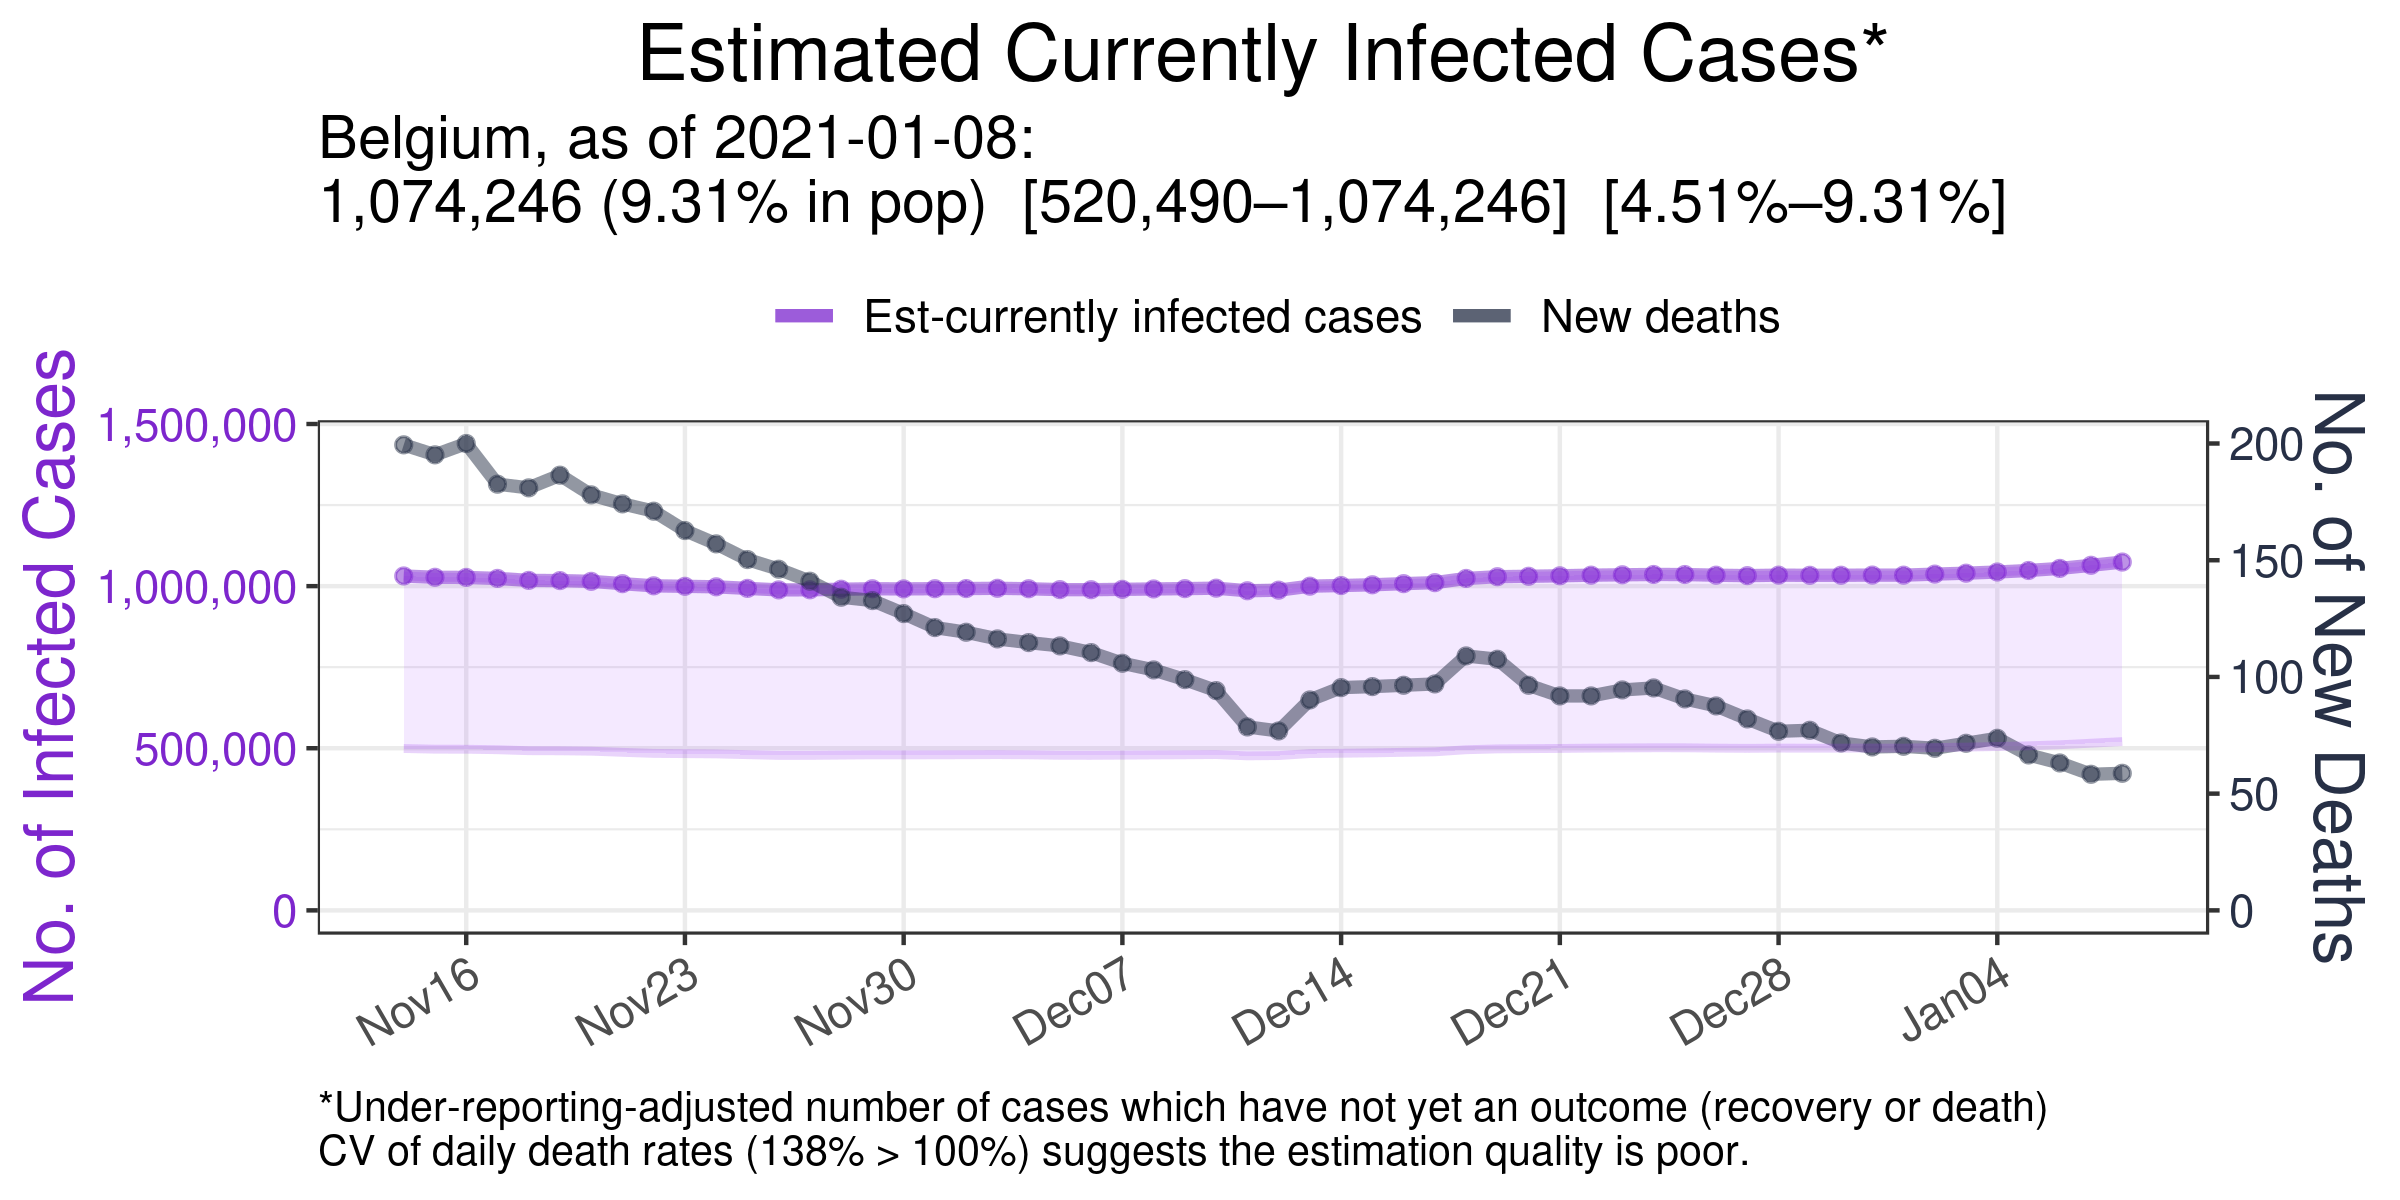 Estimated Currently Infected Cases*
Belgium, as of 2021-01-08:
1,074,246 (9.31% in pop)  [520,490–1,074,246]  [4.51%–9.31%]
Est-currently infected cases
New deaths
No. of Infected Cases
1,500,000
1,000,000
500,000
0
200
150
100
50
0
No. of New Deaths
Nov16
Nov23
Nov30
Dec07
Dec14
Dec21
Dec28
Jan04
*Under-reporting-adjusted number of cases which have not yet an outcome (recovery or death)
CV of daily death rates (138% > 100%) suggests the estimation quality is poor.